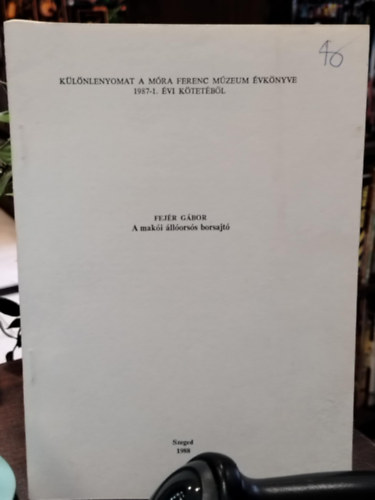 46
KÜLÖNLENYOMAT A MÓRA FERENC MÚZEUM ÉVKÖNYVE
1987-1. ÉVI KÖTETÉBŐL
FEJÉR GÁBOR
A makói állóorsós borsajtó
Szeged
1988